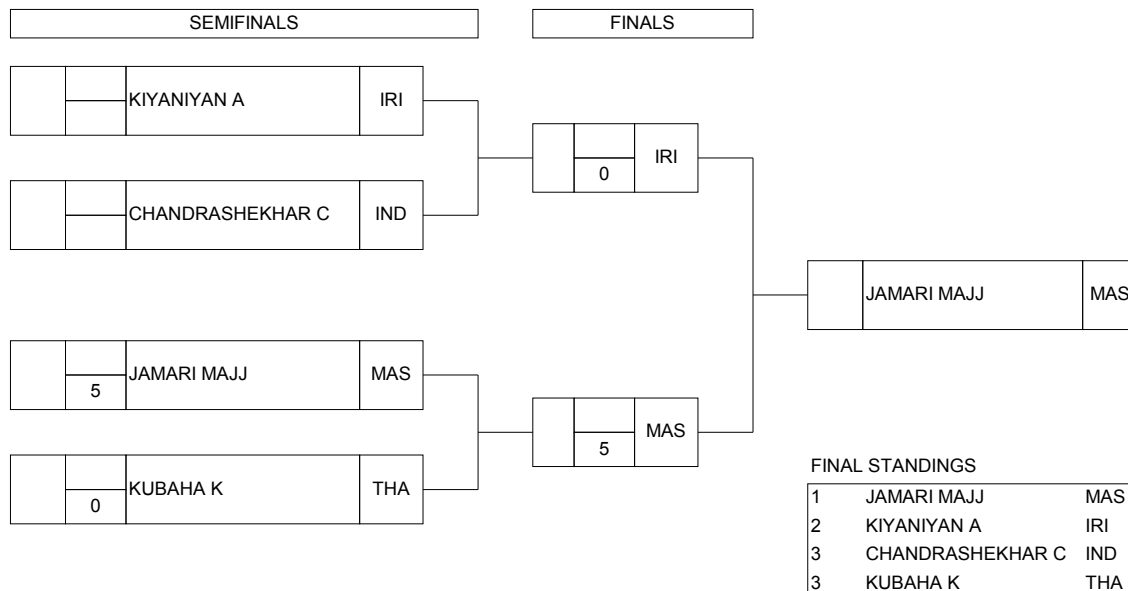 SEMIFINALS FINALS
KIYANIYAN A IRI
IRI
0
CHANDRASHEKHAR C IND
JAMARI MAJJ MAS
JAMARI MAJJ MAS
5
MAS
5
KUBAHA K THA
0
FINAL STANDINGS
1 JAMARI MAJJ MAS
2 KIYANIYAN A IRI
3 CHANDRASHEKHAR C IND
3 KUBAHA K THA